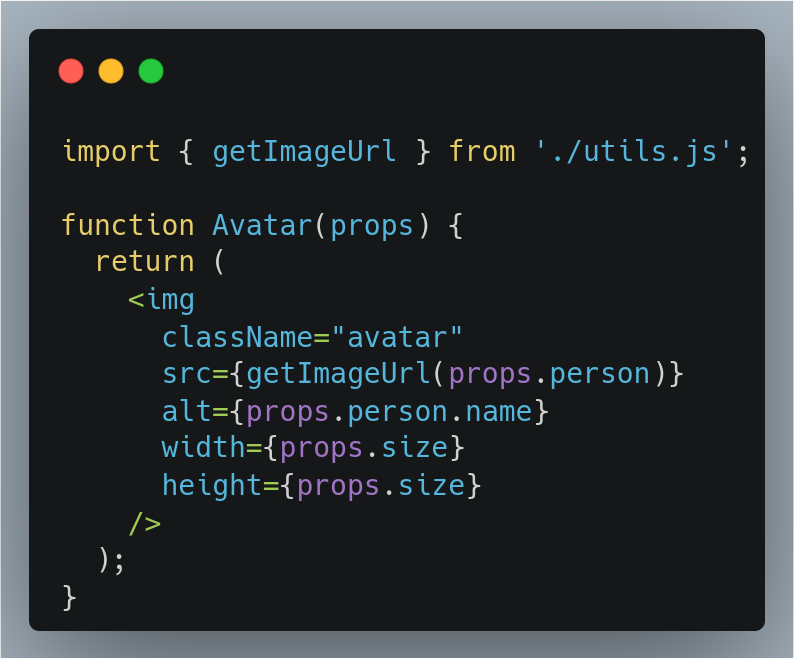 import { getImageUrl } from './utils.js';

function Avatar(props) {
  return (
    <img
      className="avatar"
      src={getImageUrl(props.person)}
      alt={props.person.name}
      width={props.size}
      height={props.size}
    />
  );
}